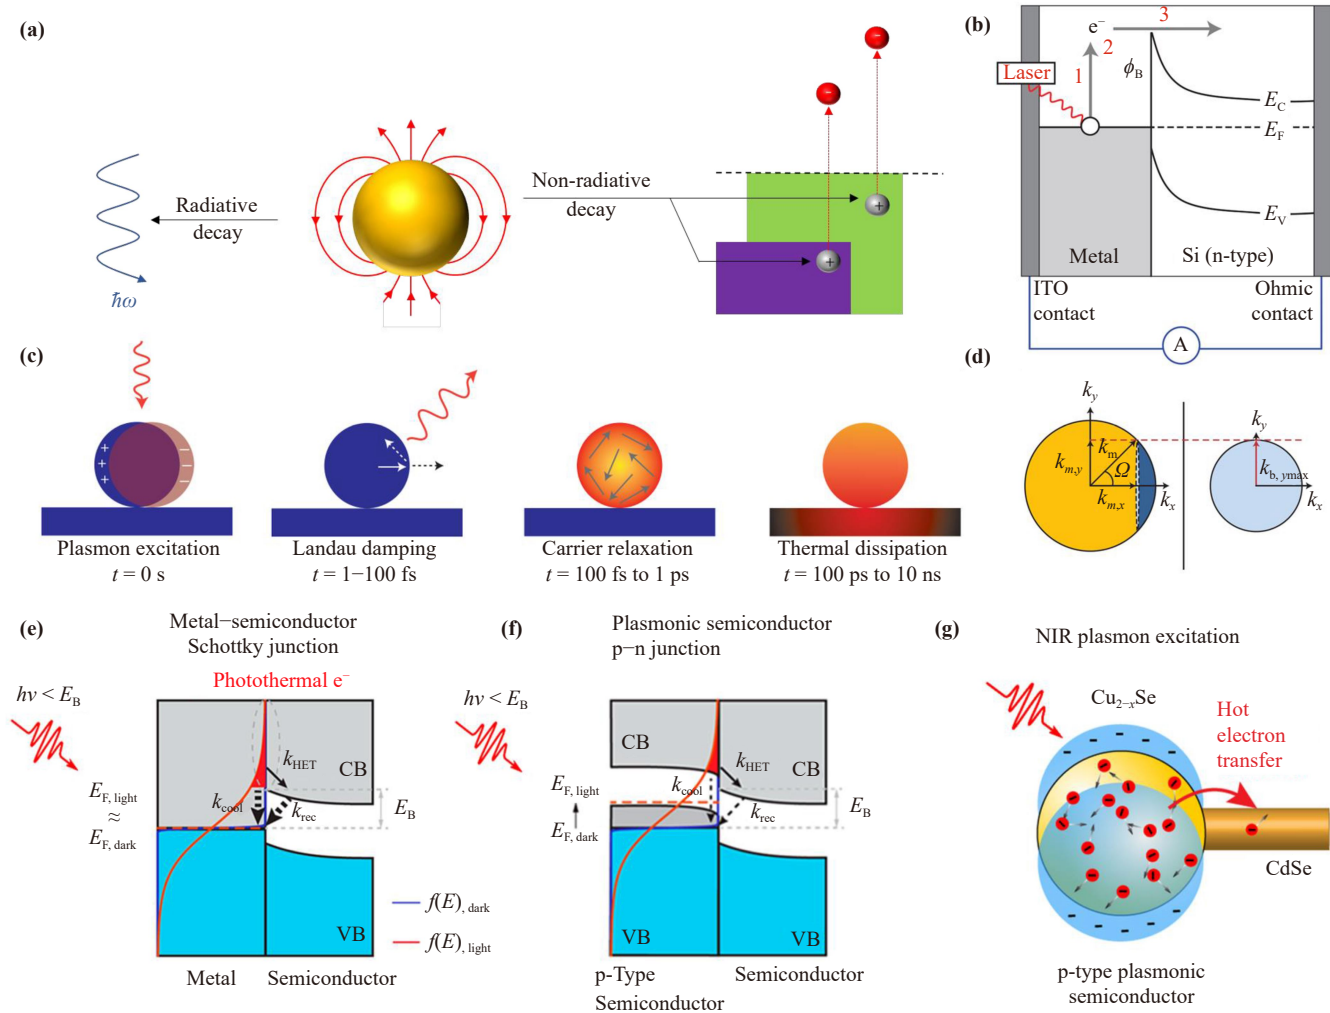 (a)
Radiative
decay
ħω
Non-radiative
decay
-
-
+
+
(b)
3
e⁻
2
1
Laser
ϕB
EC
EF
EV
Metal
Si (n-type)
ITO
contact
Ohmic
contact
A
(c)
+
+
+
−
−
−
Plasmon excitation
t = 0 s
Landau damping
t = 1−100 fs
Carrier relaxation
t = 100 fs to 1 ps
Thermal dissipation
t = 100 ps to 10 ns
(d)
ky
km
km,y
Ω
km,x
kx
ky
kb, ymax
kx
(e)
Metal−semiconductor
Schottky junction
hν < EB
Photothermal e⁻
kHET
CB
kcool
krec
EB
EF, light
≈
EF, dark
f(E), dark
f(E), light
VB
Metal
Semiconductor
(f)
Plasmonic semiconductor
p−n junction
hν < EB
CB
kHET
CB
kcool
krec
EB
EF, light
EF, dark
VB
VB
p-Type
Semiconductor
Semiconductor
(g)
NIR plasmon excitation
Cu2−xSe
Hot
electron
transfer
CdSe
p-type plasmonic
semiconductor